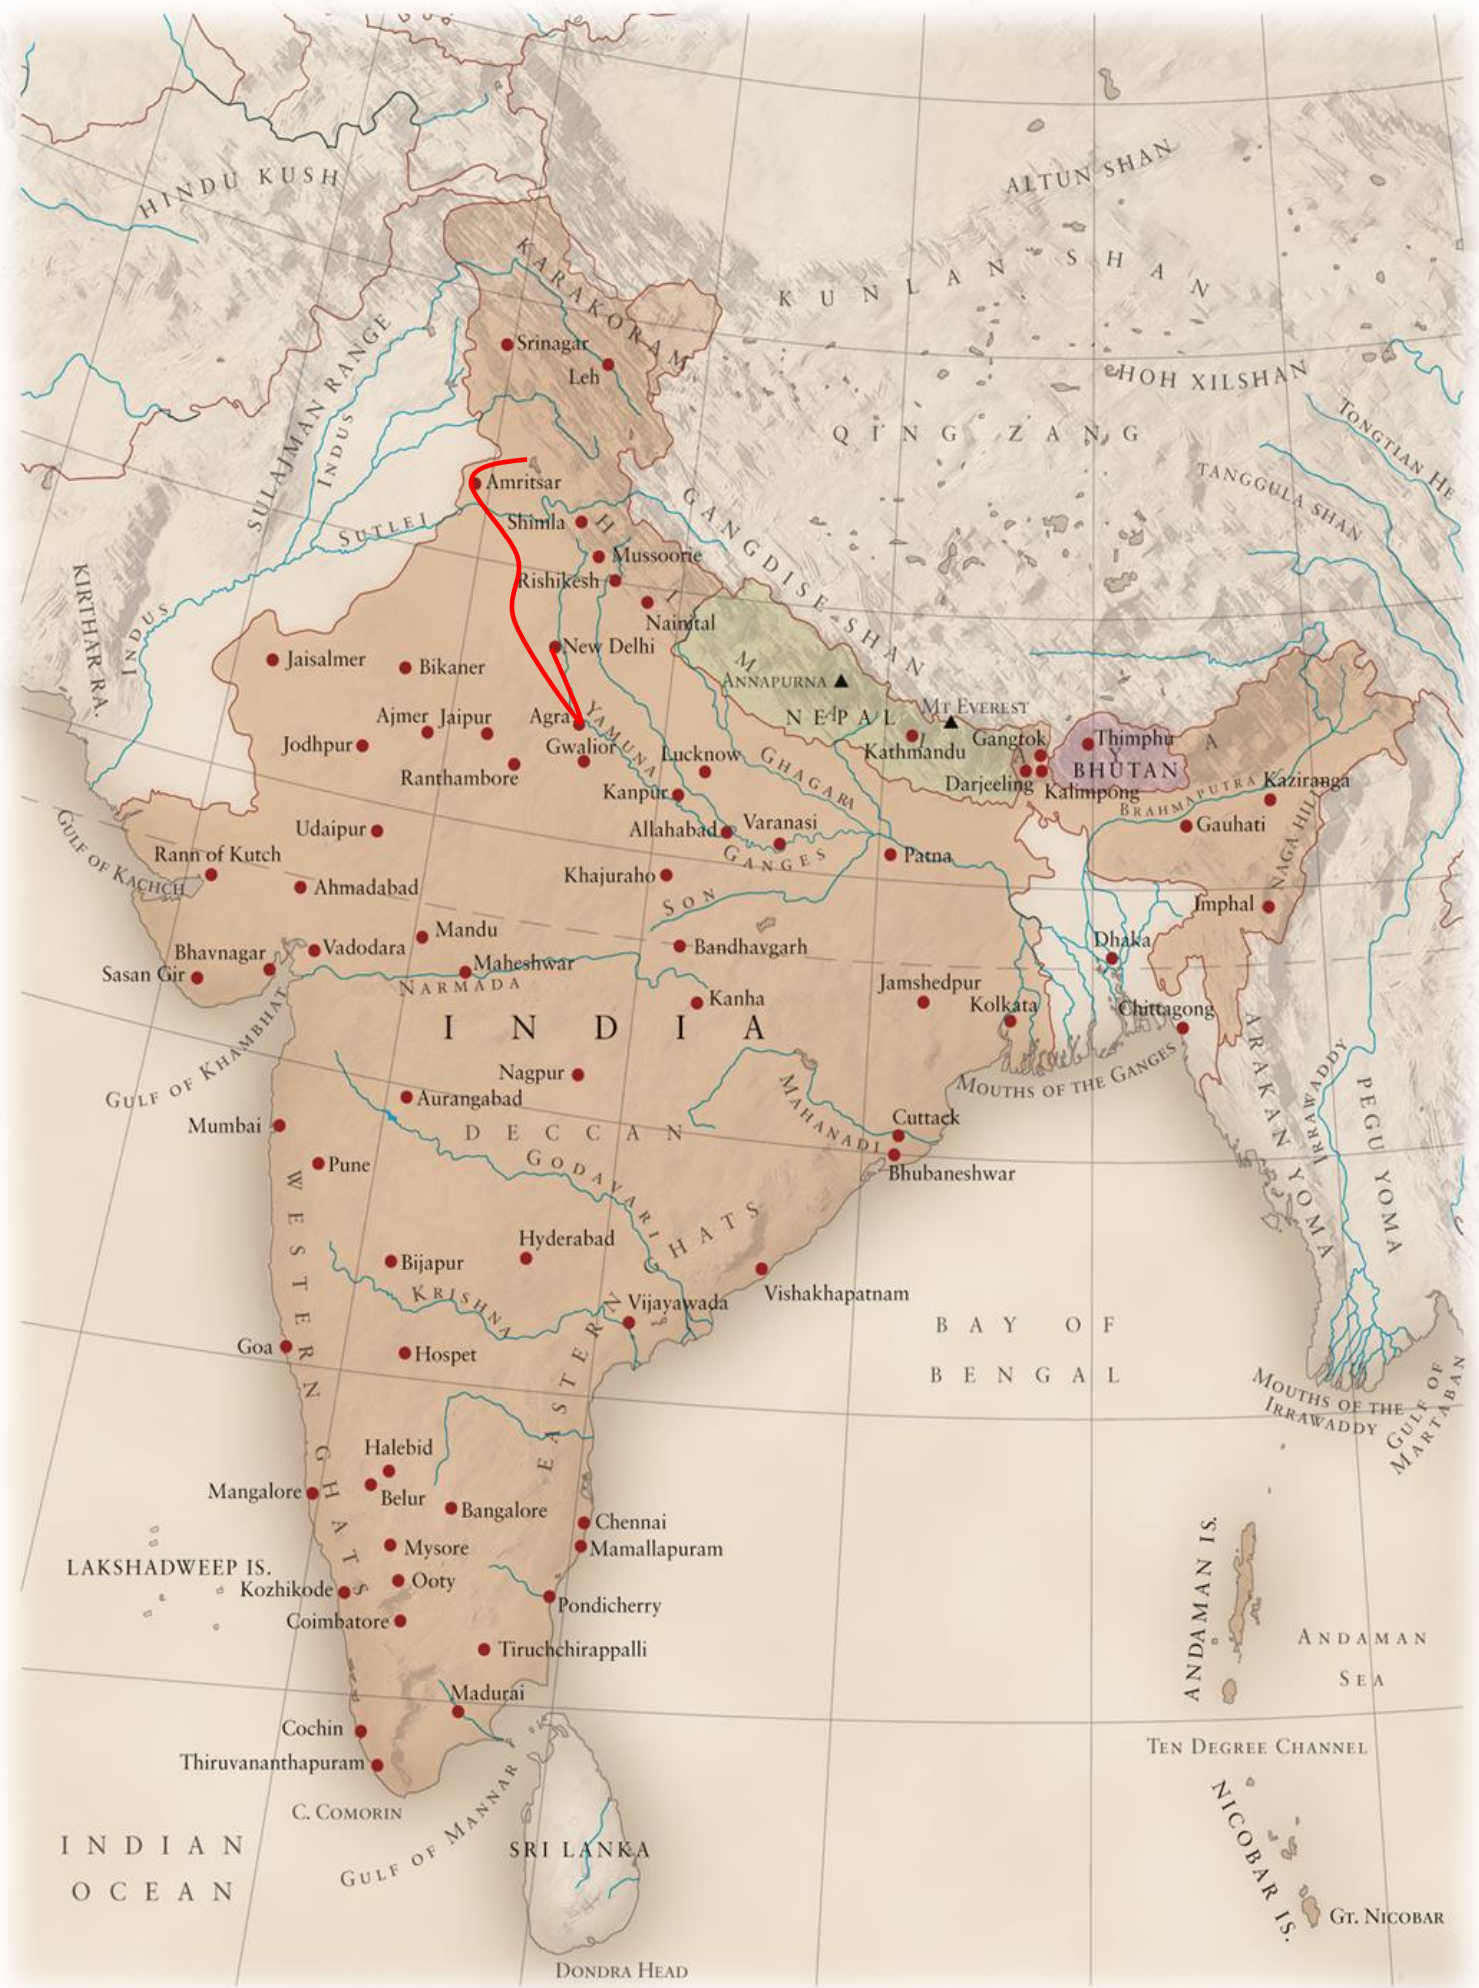 ALTUN SHAN
HINDU KUSH
KARAKORAM
KUNLAN SHAN
Srinagar
Leh
HOH XILSHAN
SULAJMAN RANGE
INDUS
QING ZANG
TONGTIAN HE
TANGGULA SHAN
Amritsar
SUTLEJ
Shimla
GANGDISE SHAN
Mussoorie
Rishikesh
HIMALAYA
Nainital
KIRTHAR RA.
INDUS
New Delhi
Jaisalmer
Bikaner
ANNAPURNA
NEPAL
MT EVEREST
Ajmer
Jaipur
Agra
YAMUNA
Jodhpur
Gwalior
Lucknow
GHAGARA
Kathmandu
Gangtok
Thimphu
BHUTAN
Ranthambore
Kanpur
Darjeeling
Kalimpong
BRAHMAPUTRA
Kaziranga
Udaipur
Allahabad
Varanasi
Gauhati
NAGA HILL
GULF OF KACHCH
Rann of Kutch
GANGES
Patna
Ahmadabad
Khajuraho
SON
Imphal
Mandu
Bhavnagar
Vadodara
Bandhavgarh
Dhaka
Sasan Gir
Maheshwar
NARMADA
Kanha
Jamshedpur
Kolkata
Chittagong
INDIA
GULF OF KHAMBHAT
Nagpur
MOUTHS OF THE GANGES
ARAKAN YOMA
IRRAWADDY
PEGU YOMA
Aurangabad
MAHANADI
Mumbai
DECCAN
Cuttack
GODAVARI
Pune
Bhubaneshwar
WESTERN GHATS
EASTERN GHATS
Hyderabad
Bijapur
KRISHNA
Vijayawada
Vishakhapatnam
Goa
Hospet
BAY OF
BENGAL
MOUTHS OF THE
IRRAWADDY
GULF OF
MARTABAN
Halebid
Mangalore
Belur
Bangalore
Chennai
Mysore
Mamallapuram
LAKSHADWEEP IS.
Kozhikode
Ooty
Pondicherry
Coimbatore
ANDAMAN IS.
ANDAMAN
SEA
Tiruchchirappalli
Madurai
Cochin
TEN DEGREE CHANNEL
Thiruvananthapuram
C. COMORIN
GULF OF MANNAR
NICOBAR IS.
INDIAN
OCEAN
SRI LANKA
GT. NICOBAR
DONDRA HEAD